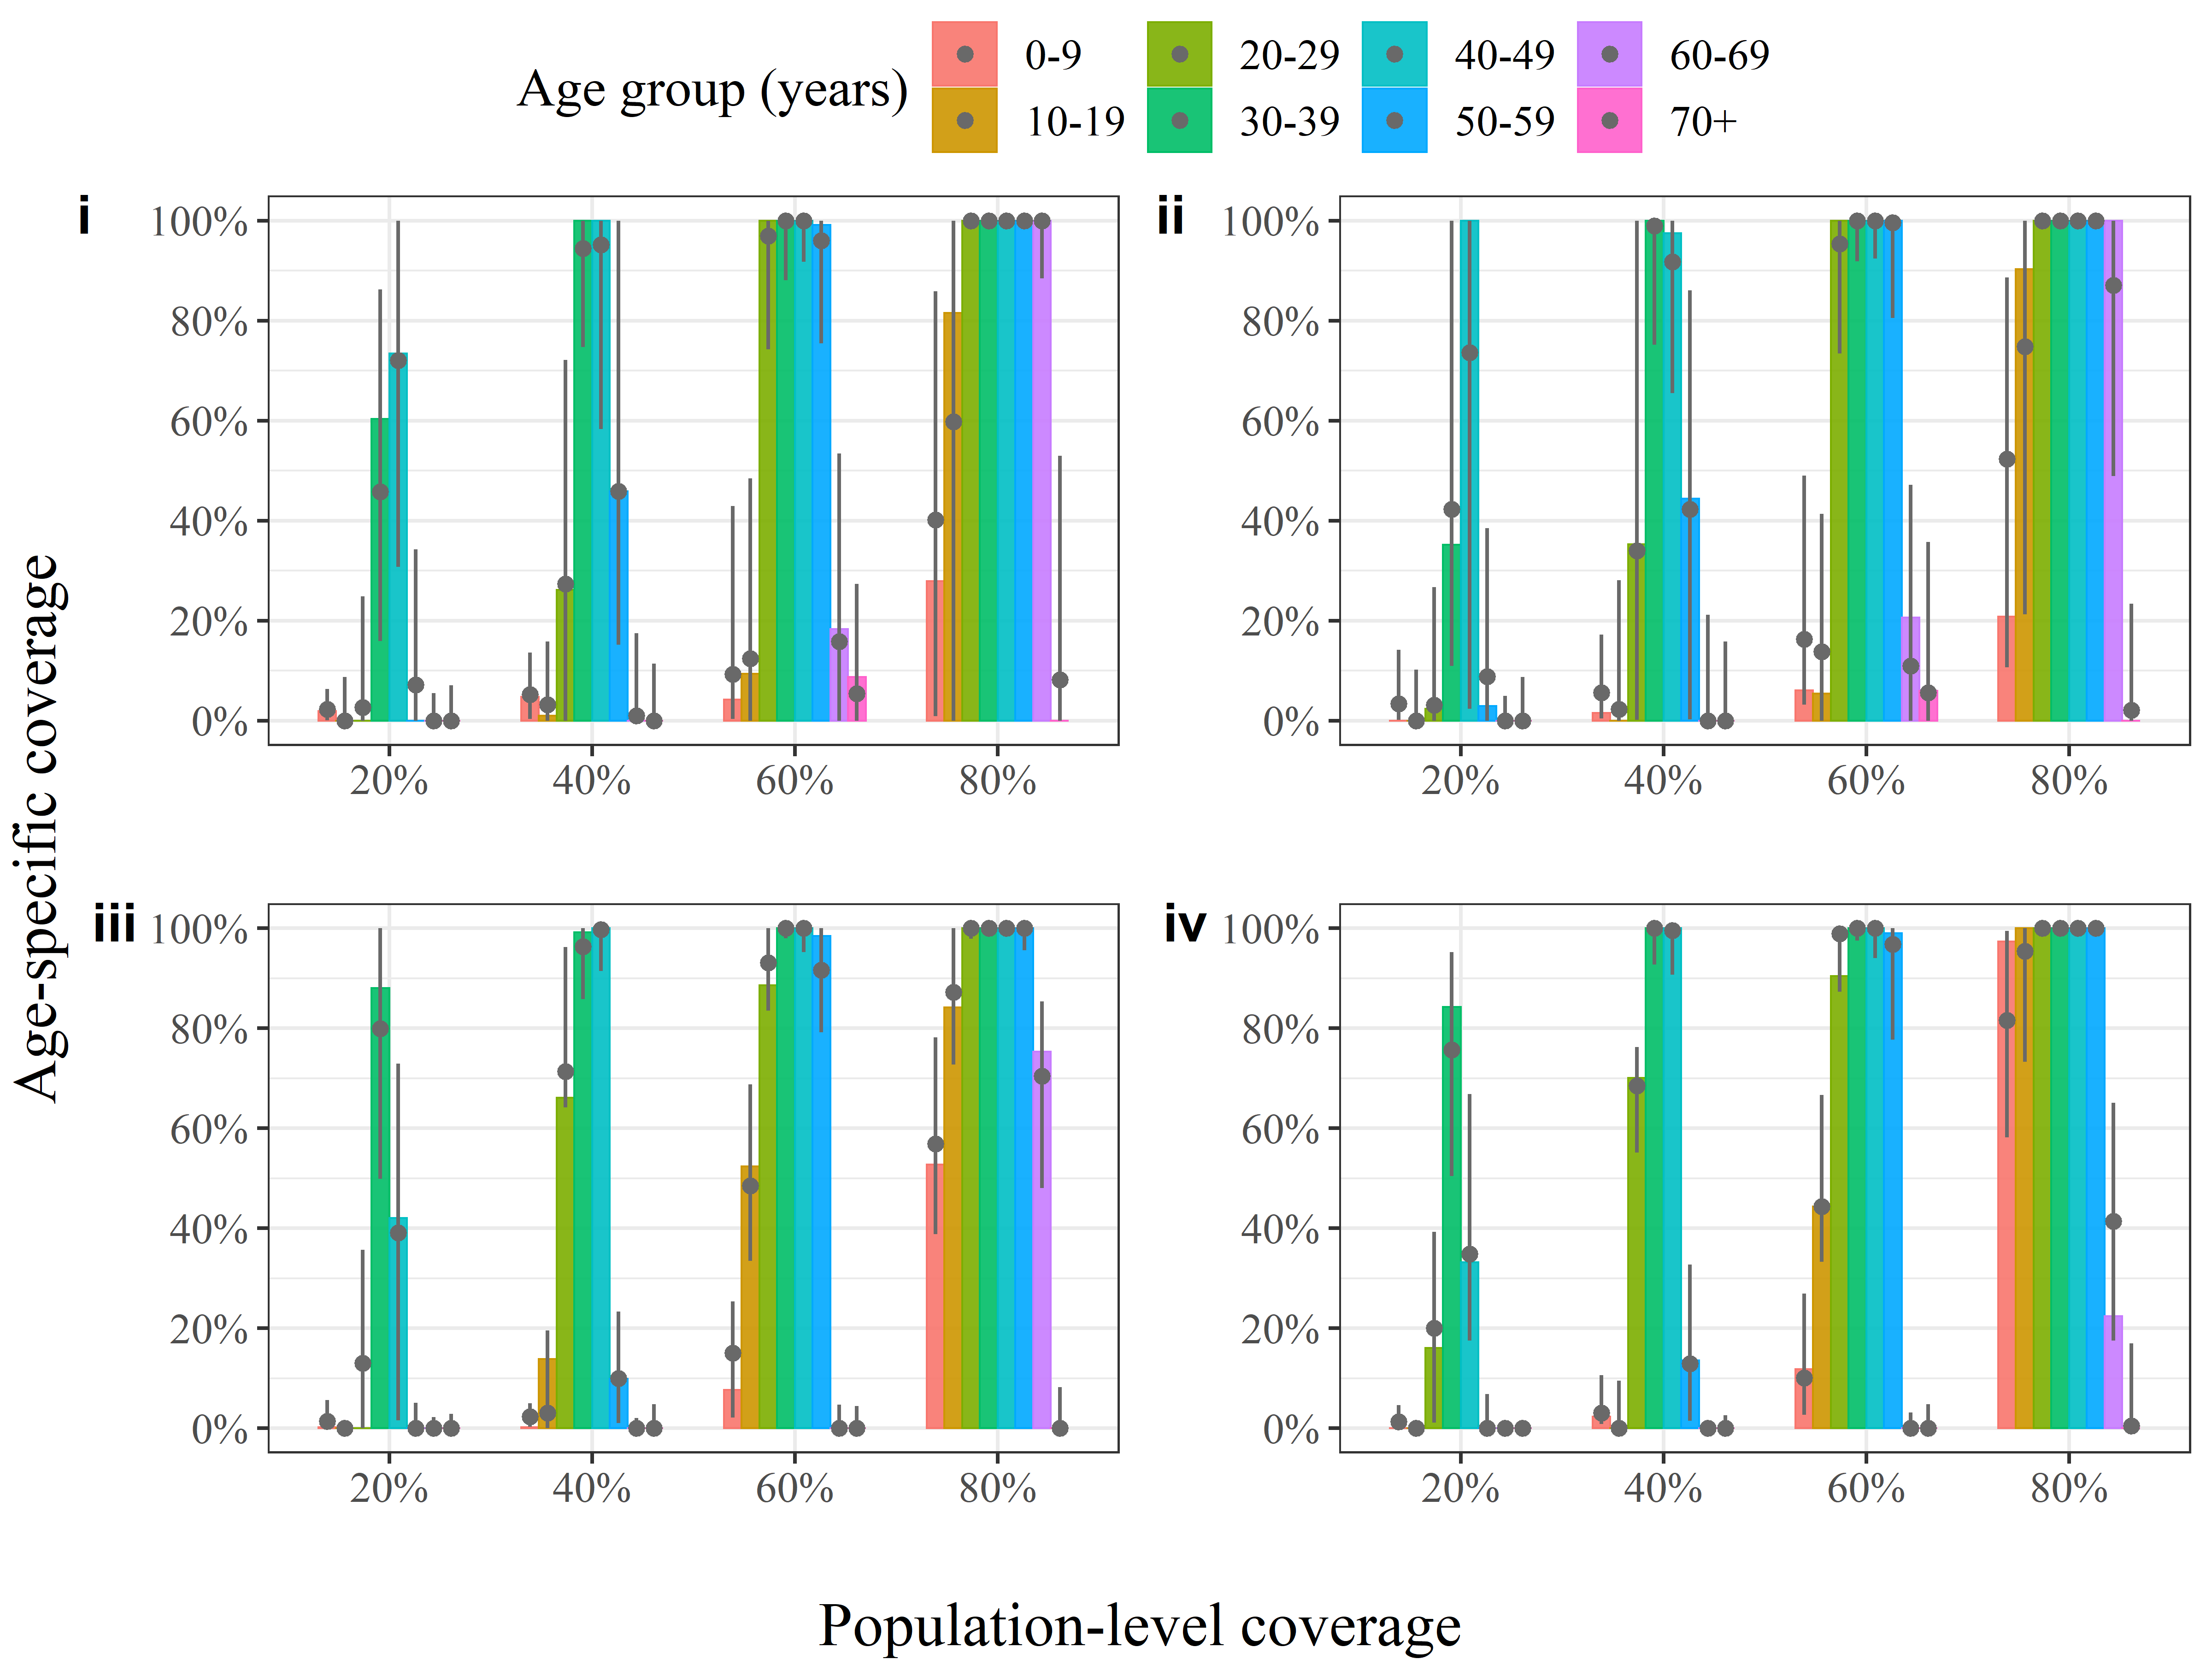 0-9 20-29 40-49 60-69
Age group (years)
10-19 30-39 50-59 70+
i ii
100% 100%
80% 80%
60% 60%
40% 40%
20% 20%
0% 0%
20% 40% 60% 80% 20% 40% 60% 80%
Age-specific coverage
iii iv
100% 100%
80% 80%
60% 60%
40% 40%
20% 20%
0% 0%
20% 40% 60% 80% 20% 40% 60% 80%
Population-level coverage